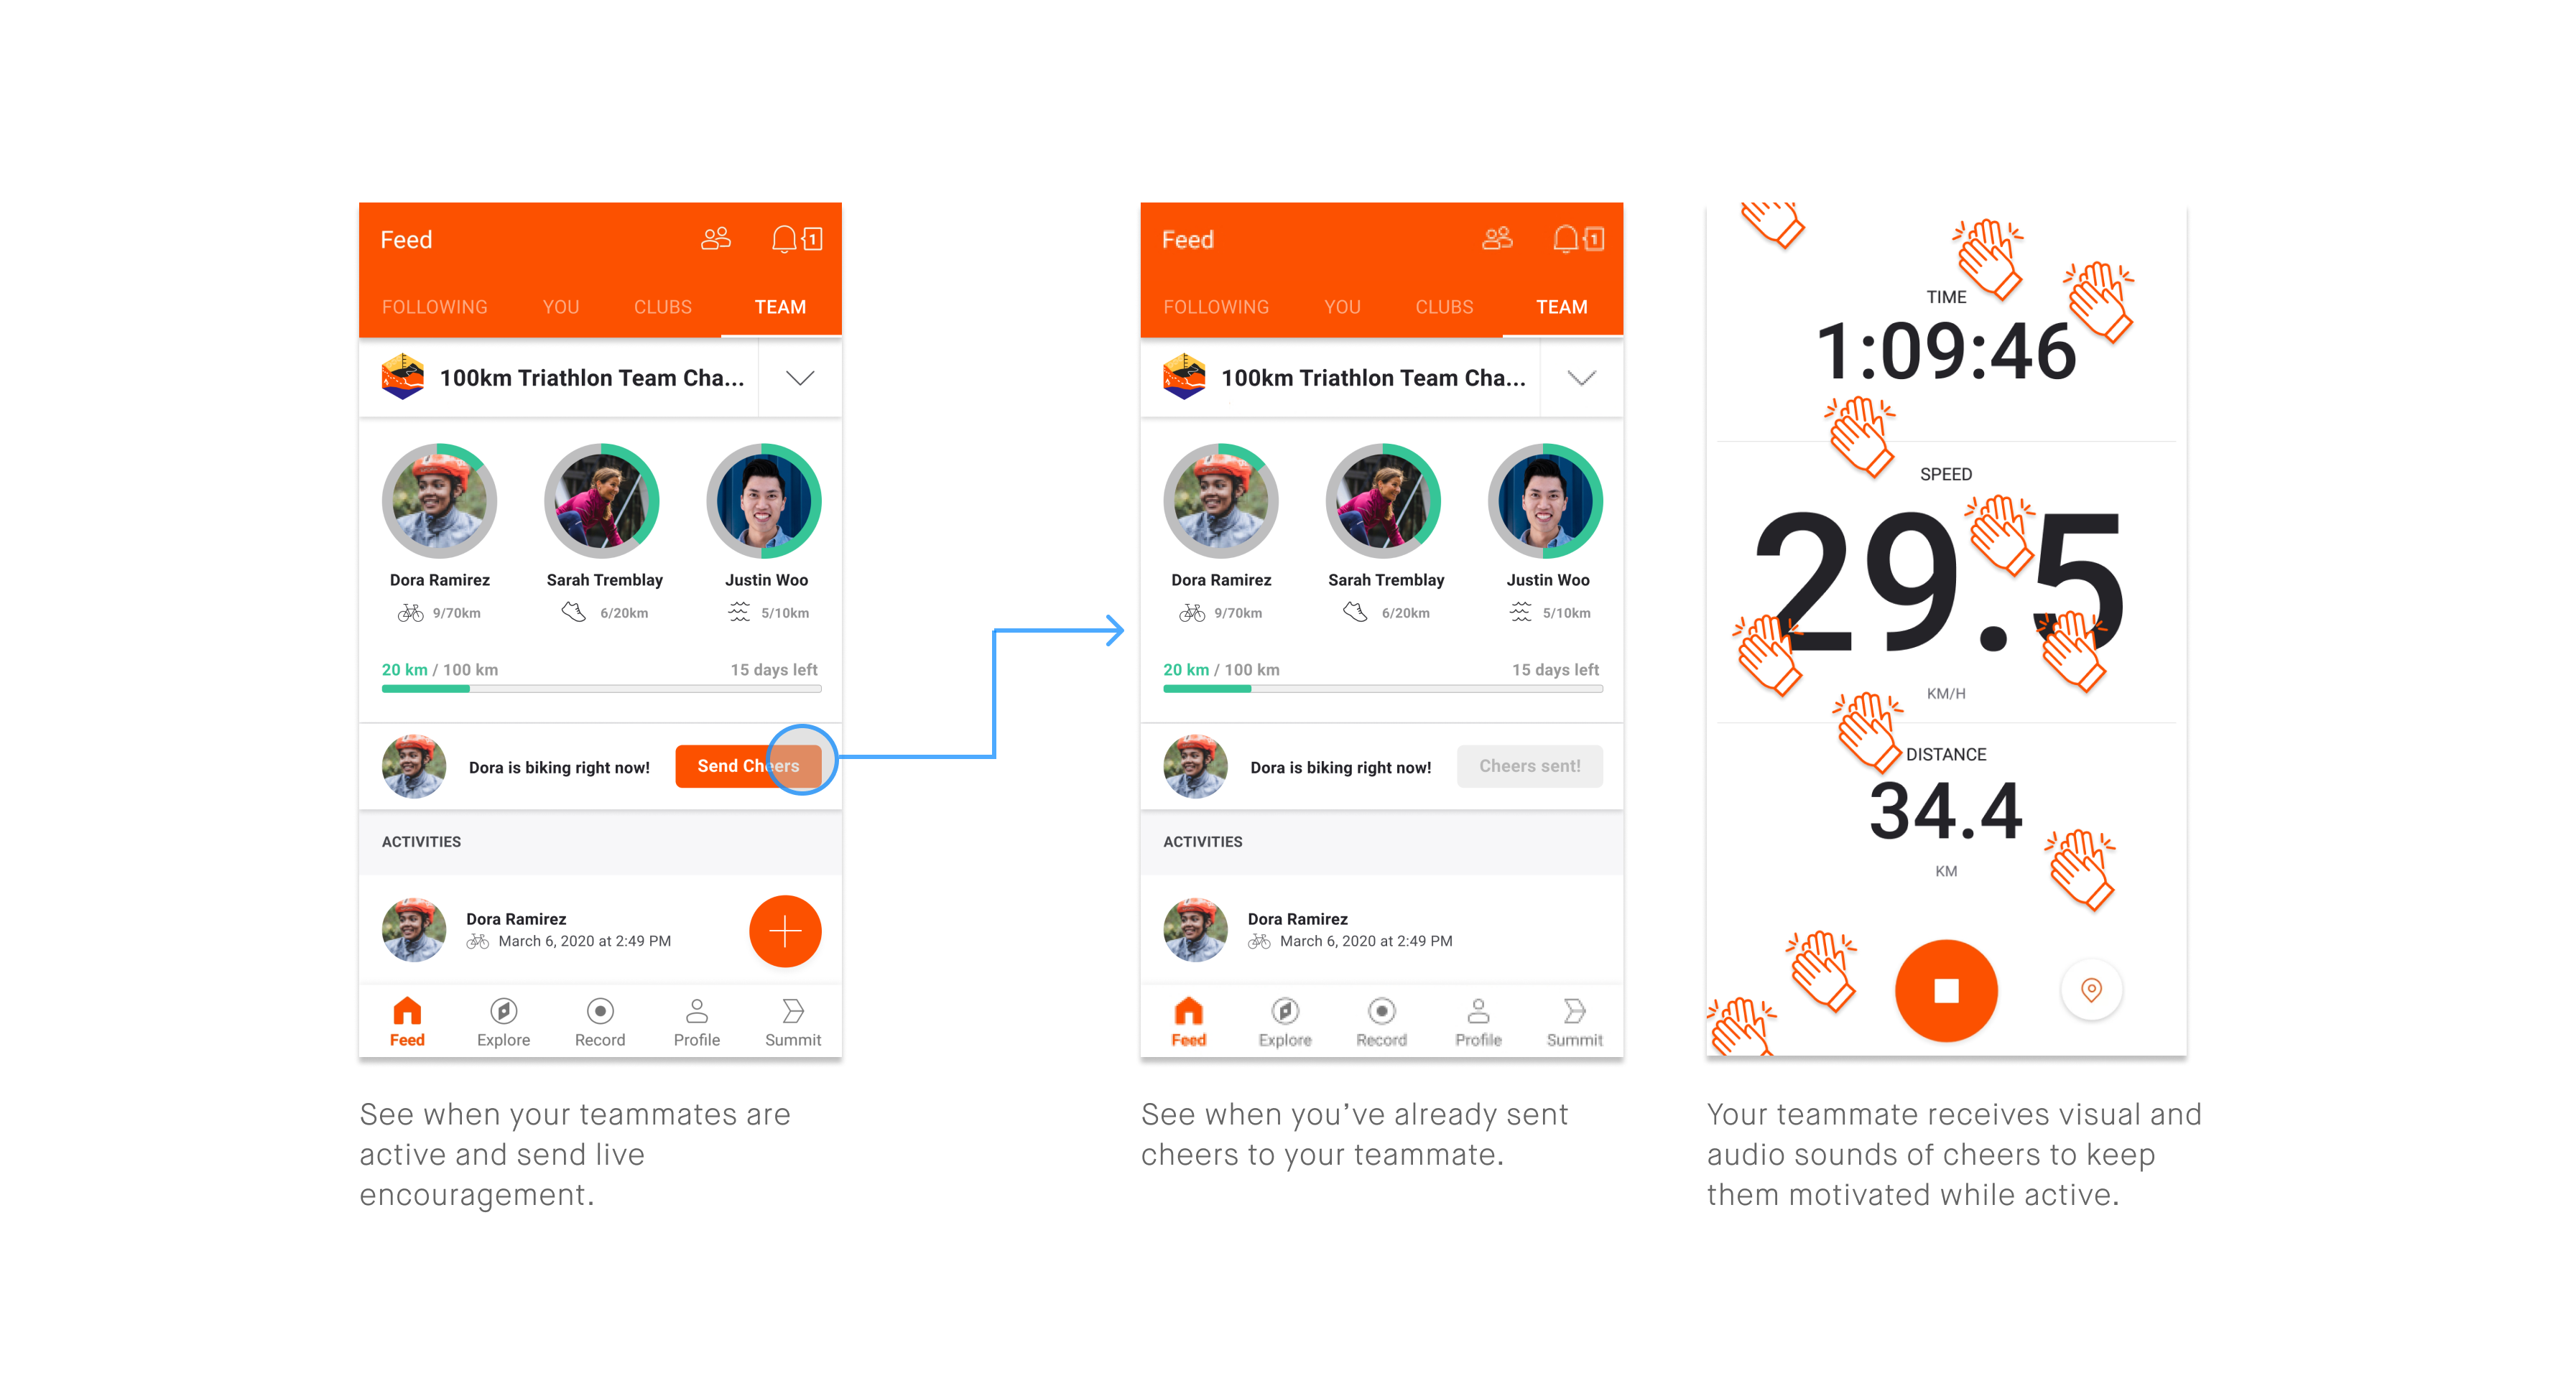 Feed
1
FOLLOWING YOU CLUBS TEAM
100km Triathlon Team Cha...
Dora Ramirez Sarah Tremblay Justin Woo
9/70km 6/20km 5/10km
20 km / 100 km 15 days left
Dora is biking right now! Send Cheers
ACTIVITIES
Dora Ramirez
March 6, 2020 at 2:49 PM
Feed Explore Record Profile Summit
See when your teammates are
active and send live
encouragement.
Feed
1
FOLLOWING YOU CLUBS TEAM
100km Triathlon Team Cha...
Dora Ramirez Sarah Tremblay Justin Woo
9/70km 6/20km 5/10km
20 km / 100 km 15 days left
Dora is biking right now! Cheers sent!
ACTIVITIES
Dora Ramirez
March 6, 2020 at 2:49 PM
Feed Explore Record Profile Summit
See when you’ve already sent
cheers to your teammate.
TIME
1:09:46
SPEED
29.5
KM/H
DISTANCE
34.4
KM
Your teammate receives visual and
audio sounds of cheers to keep
them motivated while active.